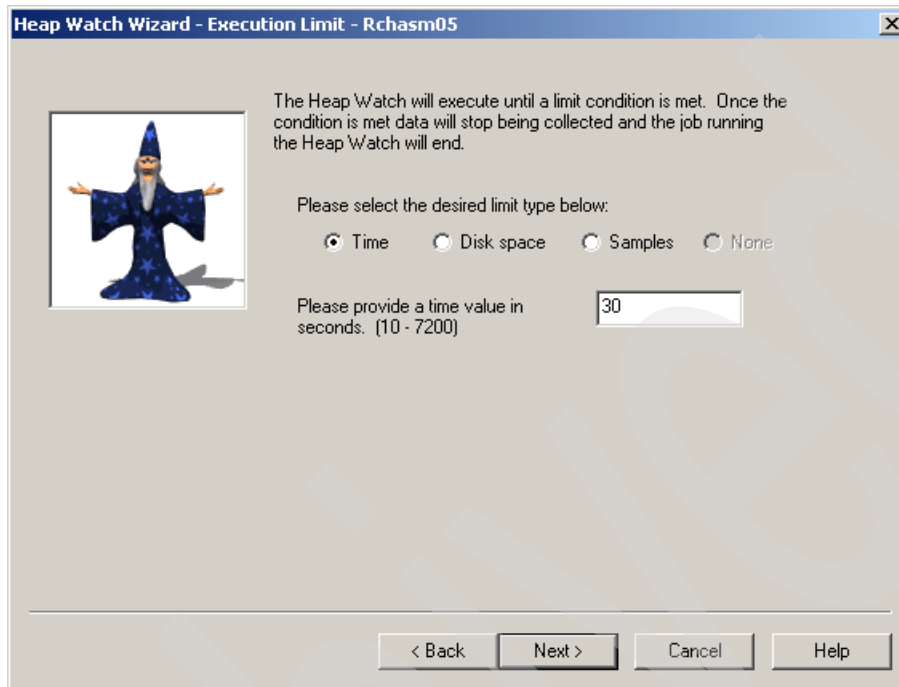 Heap Watch Wizard - Execution Limit - Rchasm05
The Heap Watch will execute until a limit condition is met. Once the
condition is met data will stop being collected and the job running
the Heap Watch will end.
Please select the desired limit type below:
Time Disk space Samples None
Please provide a time value in
seconds. (10 - 7200)
30
< Back Next > Cancel Help